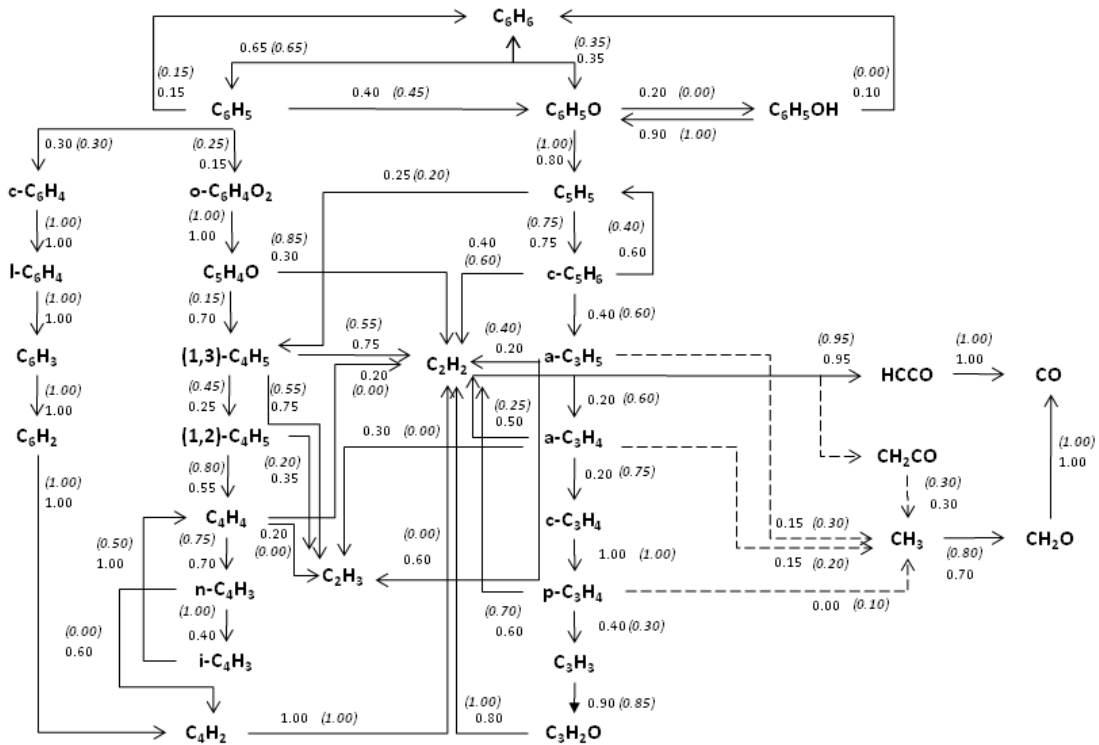 C₆H₆
0.65 (0.65)
(0.35)
0.35
(0.15)
0.15
(0.00)
0.10
C₆H₅
0.40 (0.45)
C₆H₅O
0.20 (0.00)
0.90 (1.00)
C₆H₅OH
0.30 (0.30)
(0.25)
0.15
(1.00)
0.80
c-C₆H₄
o-C₆H₄O₂
0.25 (0.20)
C₅H₅
(1.00)
1.00
(1.00)
1.00
(0.85)
0.30
0.40
(0.60)
(0.75)
0.75
(0.40)
0.60
l-C₆H₄
C₅H₄O
c-C₅H₆
(1.00)
1.00
(0.15)
0.70
0.40 (0.60)
C₆H₃
(1,3)-C₄H₅
(0.55)
0.75
C₂H₂
(0.40)
0.20
a-C₃H₅
(0.95)
0.95
HCCO
(1.00)
1.00
CO
(1.00)
1.00
(0.45)
0.25
(0.55)
0.75
0.20
(0.00)
(0.25)
0.50
0.20 (0.60)
C₆H₂
(1,2)-C₄H₅
0.30 (0.00)
a-C₃H₄
CH₂CO
(1.00)
1.00
(0.80)
0.55
(0.20)
0.35
0.20 (0.75)
(0.30)
0.30
(1.00)
1.00
C₄H₄
0.20
(0.00)
c-C₃H₄
0.15 (0.30)
0.15 (0.20)
CH₃
(0.80)
0.70
CH₂O
(0.50)
1.00
(0.75)
0.70
(0.00)
0.60
1.00 (1.00)
n-C₄H₃
C₂H₃
p-C₃H₄
0.00 (0.10)
(0.00)
0.60
(1.00)
0.40
(0.70)
0.60
0.40 (0.30)
i-C₄H₃
C₃H₃
(1.00)
0.80
0.90 (0.85)
C₄H₂
1.00 (1.00)
C₃H₂O